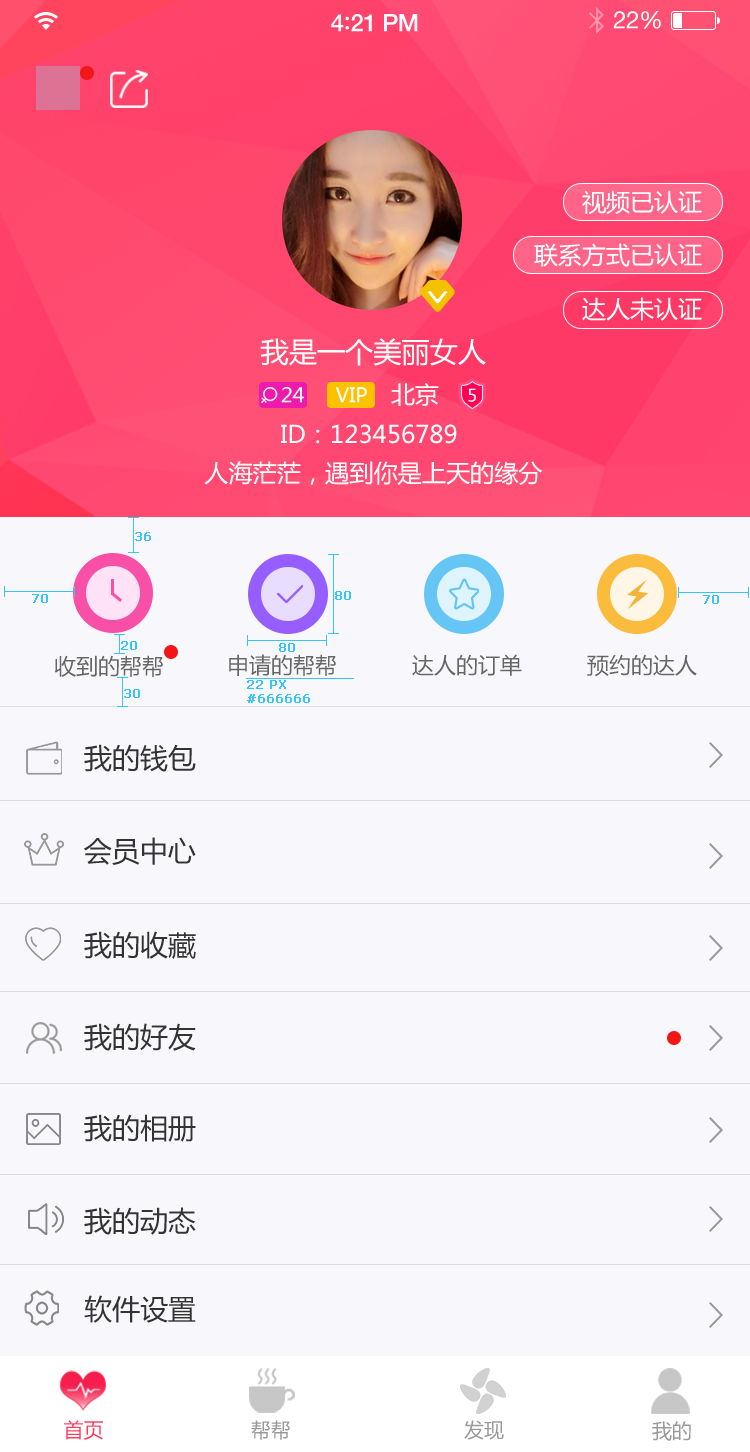 4:21 PM
22%
视频已认证
联系方式已认证
达人未认证
我是一个美丽女人
24 VIP 北京 5
ID：123456789
人海茫茫，遇到你是上天的缘分
36
70
80
70
20
80
收到的帮帮
申请的帮帮
达人的订单
预约的达人
30
22 PX
#666666
我的钱包
会员中心
我的收藏
我的好友
我的相册
我的动态
软件设置
首页
帮帮
发现
我的